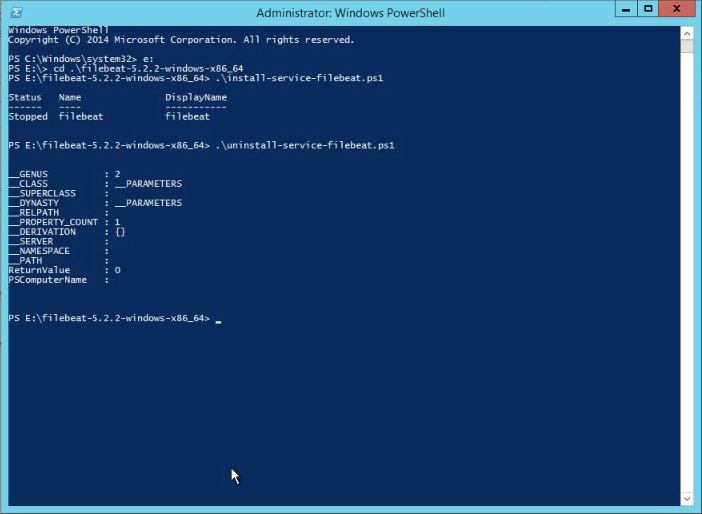 Administrator: Windows PowerShell
Windows PowerShell
Copyright (C) 2014 Microsoft Corporation. All rights reserved.
PS C:\Windows\system32> e:
PS E:\> cd .\filebeat-5.2.2-windows-x86_64
PS E:\filebeat-5.2.2-windows-x86_64> .\install-service-filebeat.ps1
Status   Name               DisplayName
------   ----               -----------
Stopped  filebeat           filebeat
PS E:\filebeat-5.2.2-windows-x86_64> .\uninstall-service-filebeat.ps1
__GENUS          : 2
__CLASS          : __PARAMETERS
__SUPERCLASS     :
__DYNASTY        : __PARAMETERS
__RELPATH        :
__PROPERTY_COUNT : 1
__DERIVATION     : {}
__SERVER         :
__NAMESPACE      :
__PATH           :
ReturnValue      : 0
PSComputerName   :
PS E:\filebeat-5.2.2-windows-x86_64> _